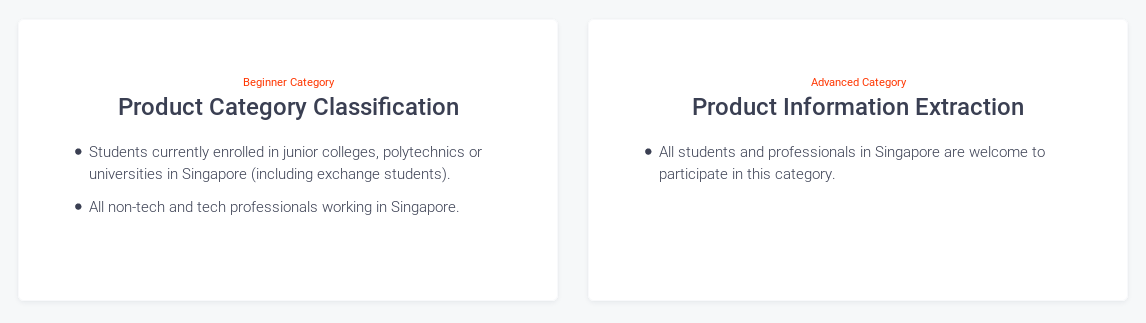 Beginner Category
Product Category Classification
● Students currently enrolled in junior colleges, polytechnics or
universities in Singapore (including exchange students).
● All non-tech and tech professionals working in Singapore.
Advanced Category
Product Information Extraction
● All students and professionals in Singapore are welcome to
participate in this category.